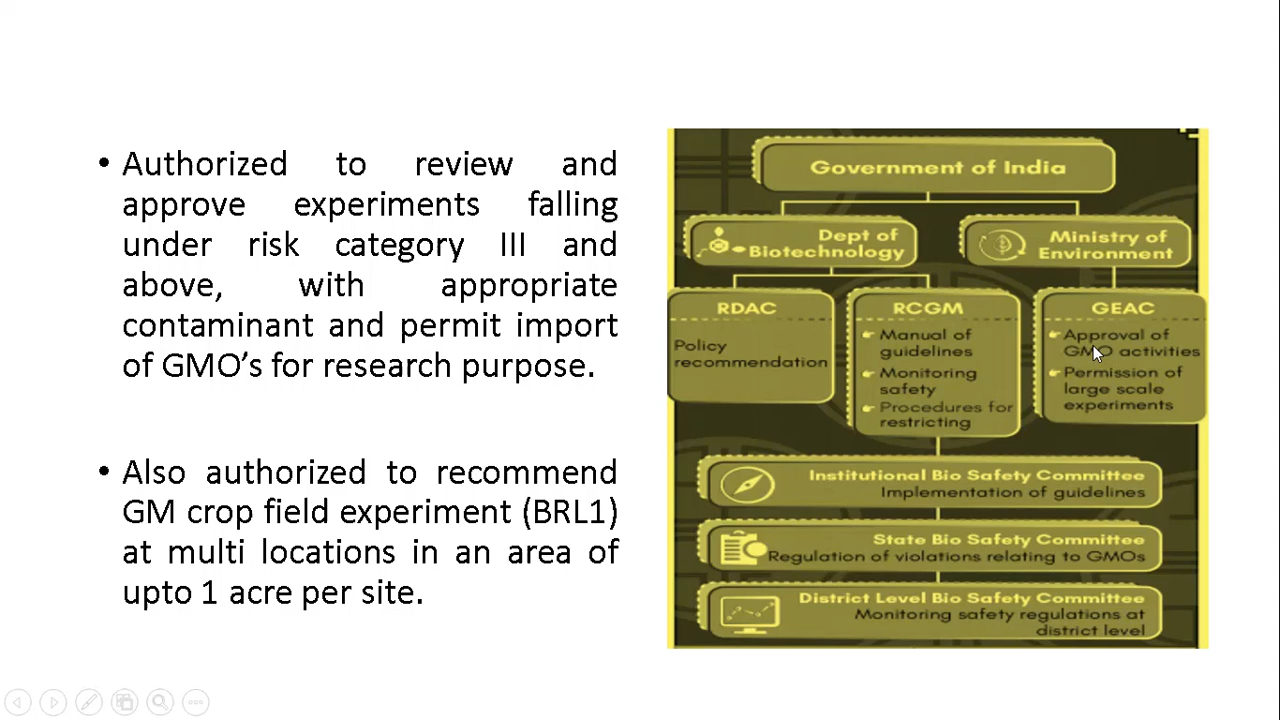 • Authorized to review and
approve experiments falling
under risk category III and
above, with appropriate
contaminant and permit import
of GMO's for research purpose.
• Also authorized to recommend
GM crop field experiment (BRL1)
at multi locations in an area of
upto 1 acre per site.
Government of India
Dept of
Biotechnology
Ministry of
Environment
RDAC
Policy
recommendation
RCGM
Manual of
guidelines
Monitoring
safety
Procedures for
restricting
GEAC
Approval of
GMO activities
Permission of
large scale
experiments
Institutional Bio Safety Committee
Implementation of guidelines
State Bio Safety Committee
Regulation of violations relating to GMOs
District Level Bio Safety Committee
Monitoring safety regulations at
district level